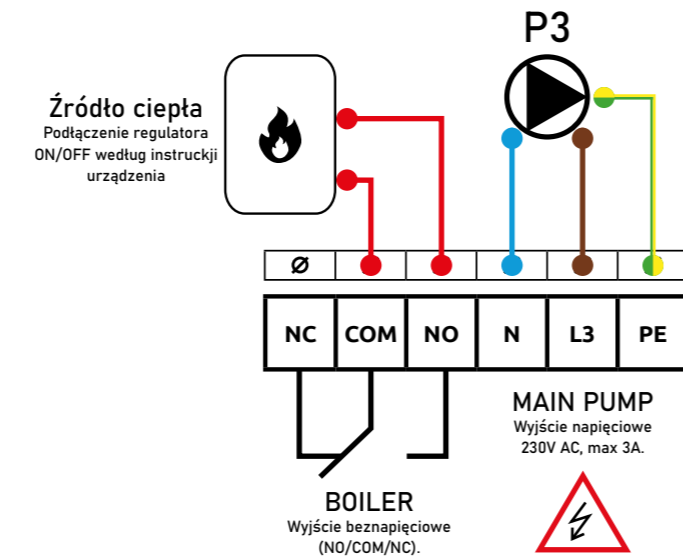 P3
Źródło ciepła
Podłączenie regulatora
ON/OFF według instruckji
urządzenia
Ø
NC COM NO N L3 PE
MAIN PUMP
Wyjście napięciowe
230V AC, max 3A.
BOILER
Wyjście beznapięciowe
(NO/COM/NC).